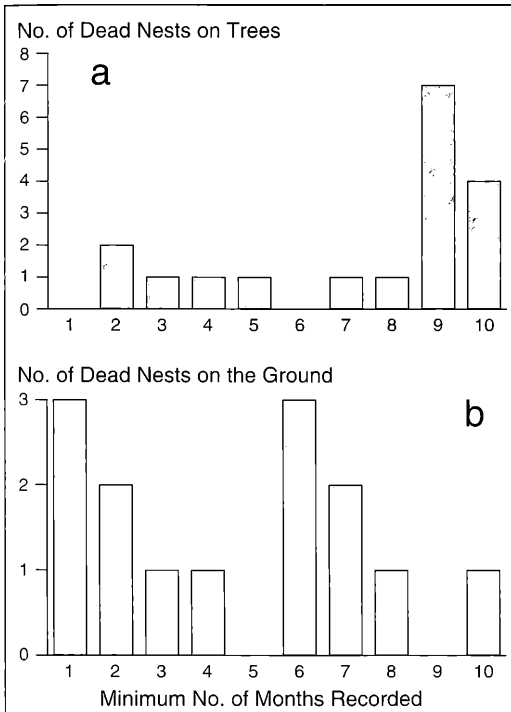 No. of Dead Nests on Trees
a
8
7
6
5
4
3
2
1
0
1 2 3 4 5 6 7 8 9 10
No. of Dead Nests on the Ground
b
3
2
1
0
1 2 3 4 5 6 7 8 9 10
Minimum No. of Months Recorded